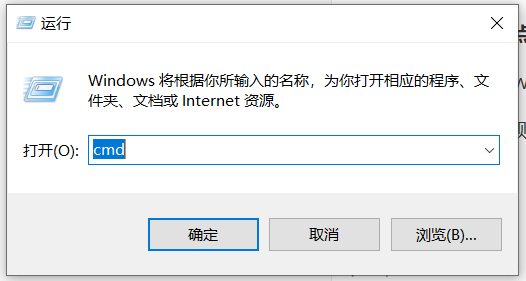 运行
Windows 将根据你所输入的名称，为你打开相应的程序、文
件夹、文档或 Internet 资源。
打开(O): cmd
确定 取消 浏览(B)...